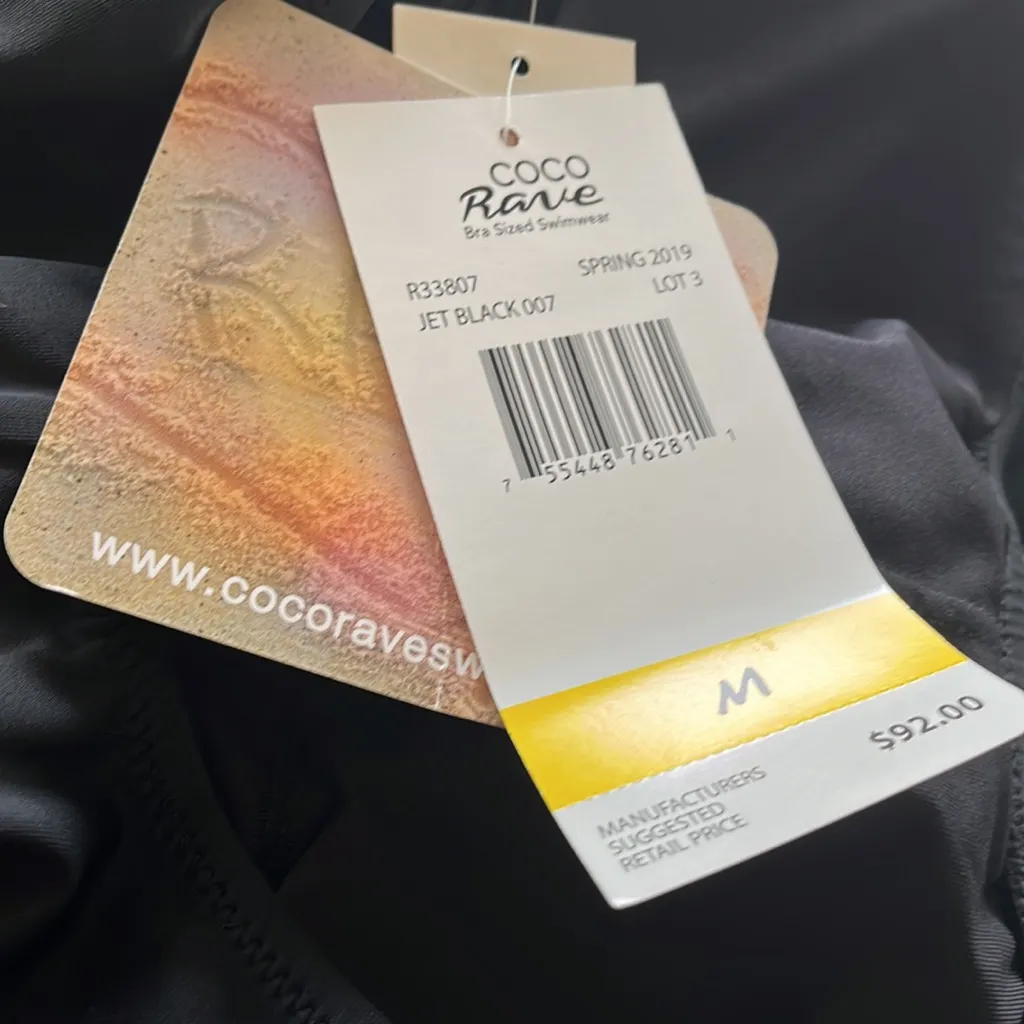 COCO
Rave
Bra Sized Swimwear
SPRING 2019
R33807
LOT 3
JET BLACK 007
7 55448 76281 1
M
$92.00
MANUFACTURERS
SUGGESTED
RETAIL PRICE
R
www.cocoravesw